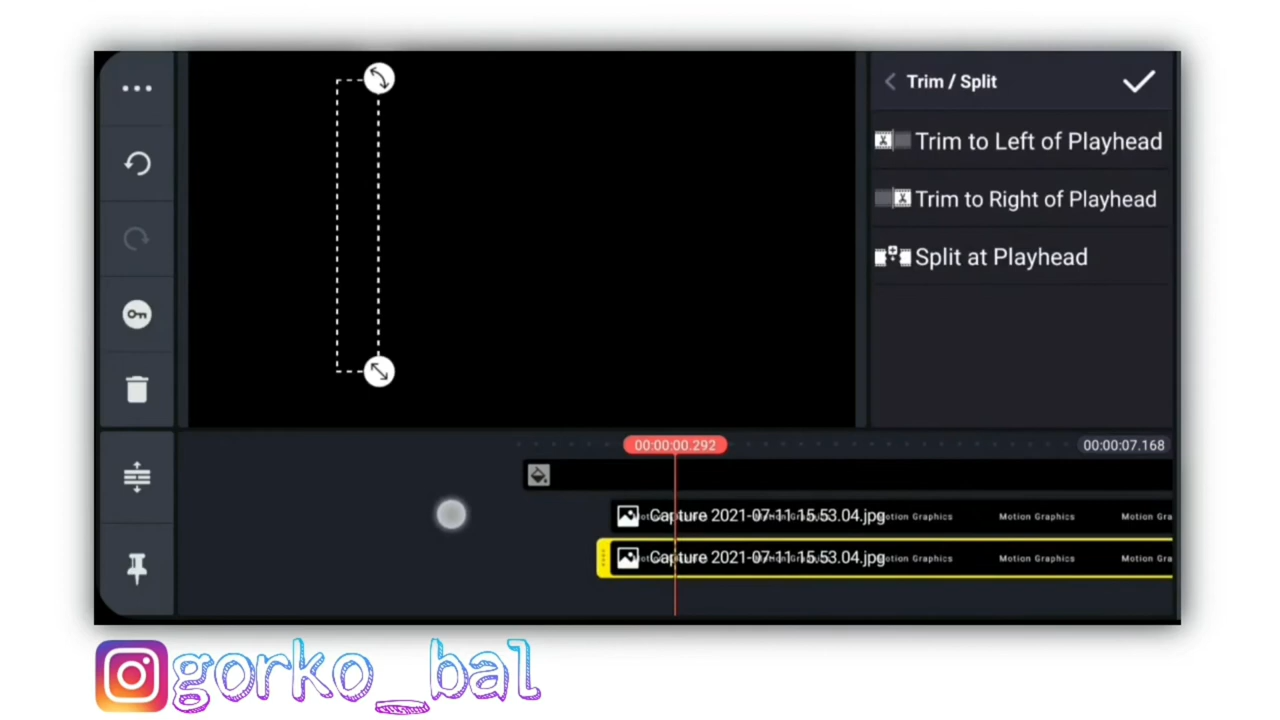 Trim / Split
Trim to Left of Playhead
Trim to Right of Playhead
Split at Playhead
00:00:00.292
00:00:07.168
Capture 2021-07-11 15.53.04.jpg
Motion Graphics
Motion Graphics
Capture 2021-07-11 15.53.04.jpg
Motion Graphics
Motion Graphics
gorko_bal